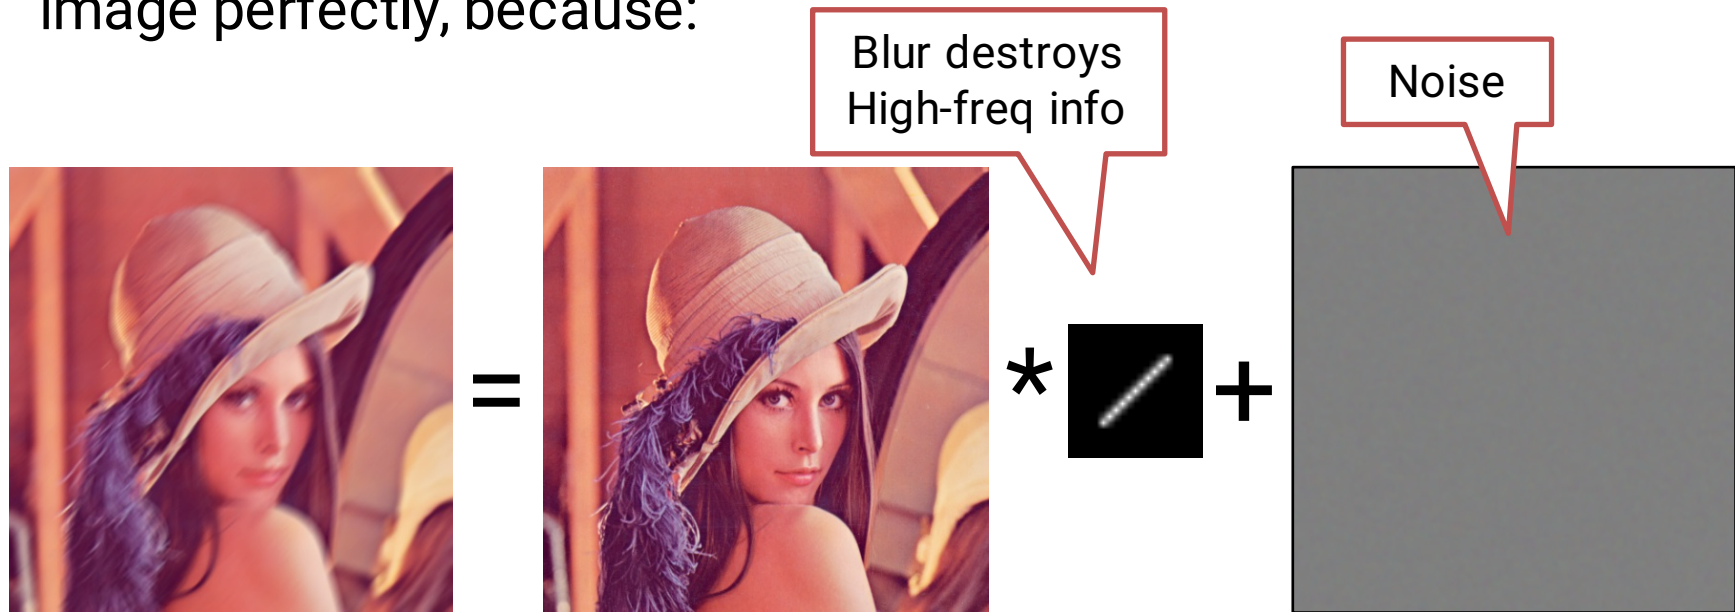 image perfectly, because:
Blur destroys
High-freq info
Noise
=
*
+